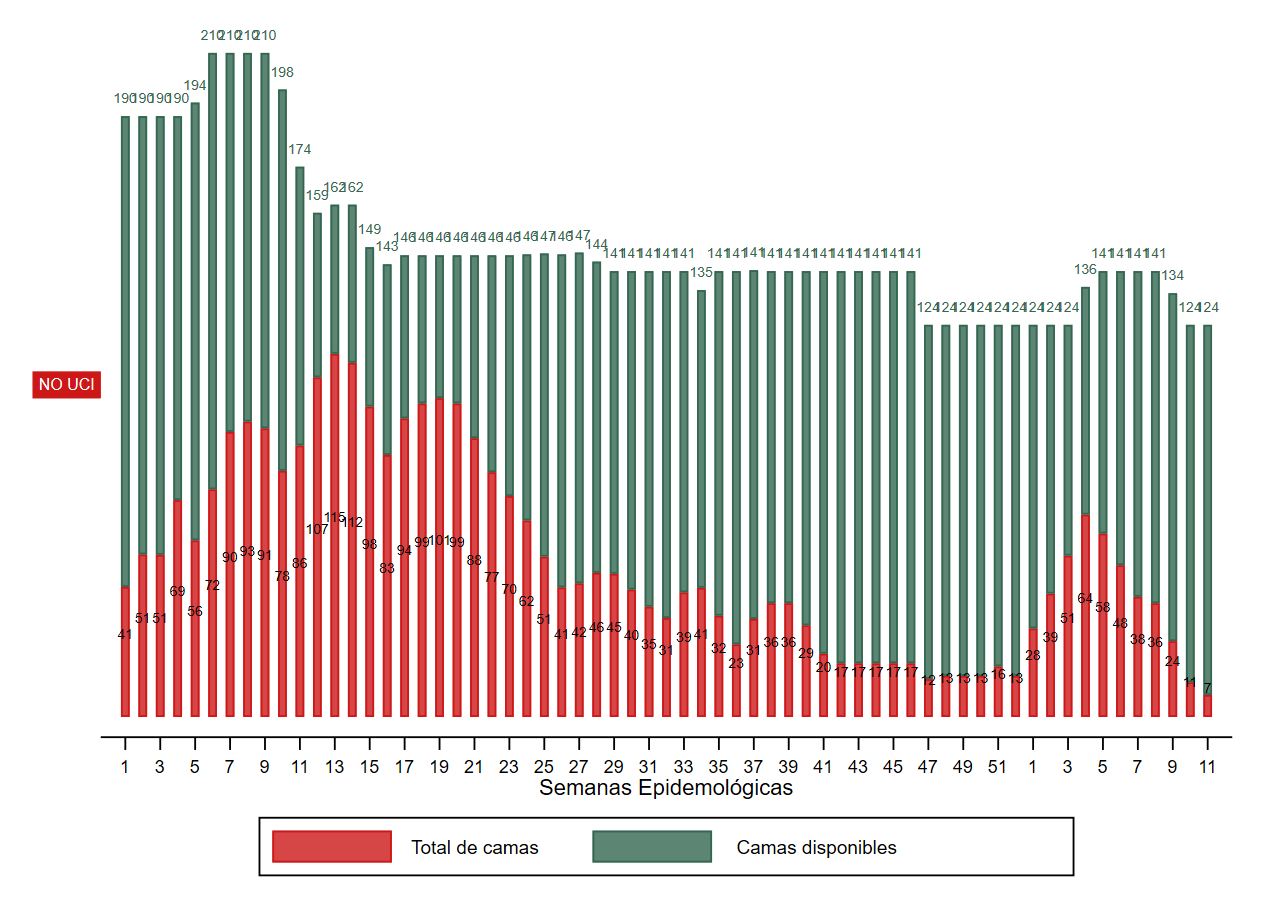 210 210 210 210
198
194
190 190 190 190
174
162 162
159
149
146 146 146 146 146 146 146 146 147 146 147
143
144
141 141 141 141 141 135 141 141 141 141 141 141 141 141 141 141 141 141
136
141 141 141 141
134
124 124 124 124 124 124 124 124 124 124 124
NO UCI
41 51 51 69 56 72 90 93 91 78 86 107 115 112 98 83 94 99 101 99 88 77 70 62 51 41 42 46 45 40 35 31 39 41 32 23 31 36 36 29 20 17 17 17 17 17 12 13 13 13 16 13 28 39 51 64 58 48 38 36 24 11 7
1 3 5 7 9 11 13 15 17 19 21 23 25 27 29 31 33 35 37 39 41 43 45 47 49 51 1 3 5 7 9 11
Semanas Epidemológicas
Total de camas Camas disponibles